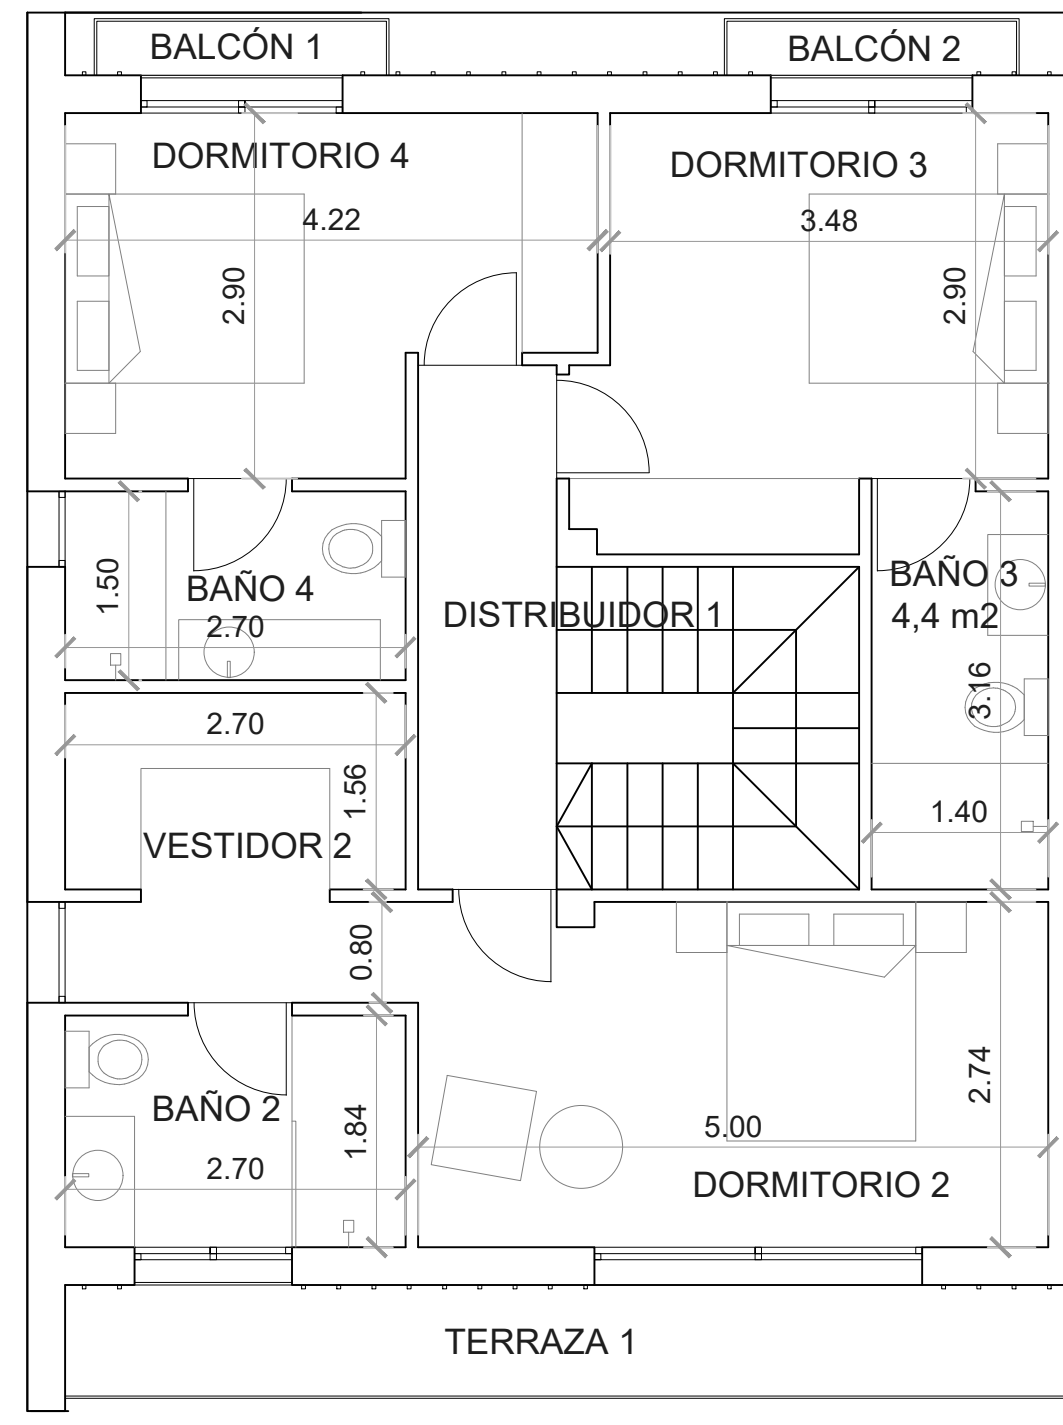 BALCÓN 1
BALCÓN 2
DORMITORIO 4
DORMITORIO 3
4.22
3.48
2.90
2.90
BAÑO 4
1.50
2.70
DISTRIBUIDOR 1
BAÑO 3
4,4 m2
3.16
2.70
1.56
1.40
VESTIDOR 2
0.80
BAÑO 2
1.84
2.70
2.74
5.00
DORMITORIO 2
TERRAZA 1